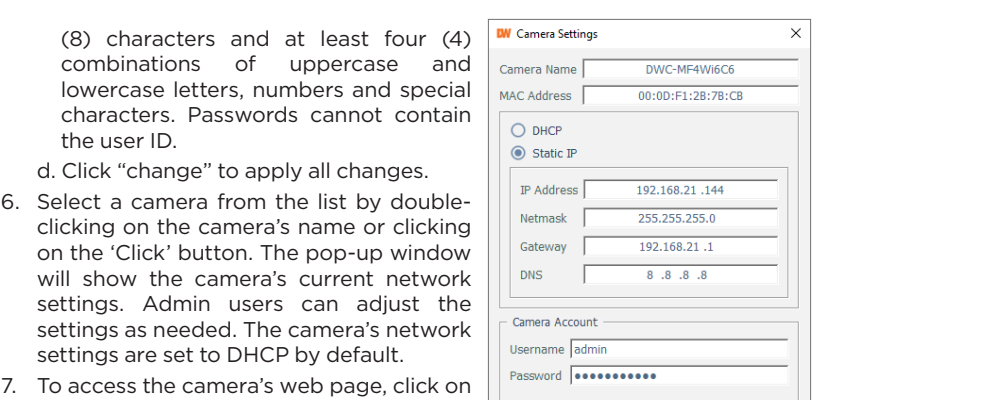 (8) characters and at least four (4)
combinations of uppercase and
lowercase letters, numbers and special
characters. Passwords cannot contain
the user ID.
d. Click “change” to apply all changes.
6. Select a camera from the list by double-
clicking on the camera’s name or clicking
on the ‘Click’ button. The pop-up window
will show the camera’s current network
settings. Admin users can adjust the
settings as needed. The camera’s network
settings are set to DHCP by default.
7. To access the camera’s web page, click on
DW Camera Settings
Camera Name DWC-MF4Wi6C6
MAC Address 00:0D:F1:2B:7B:CB
DHCP
Static IP
IP Address 192.168.21 .144
Netmask 255.255.255.0
Gateway 192.168.21 .1
DNS 8 .8 .8 .8
Camera Account
Username admin
Password •••••••••••